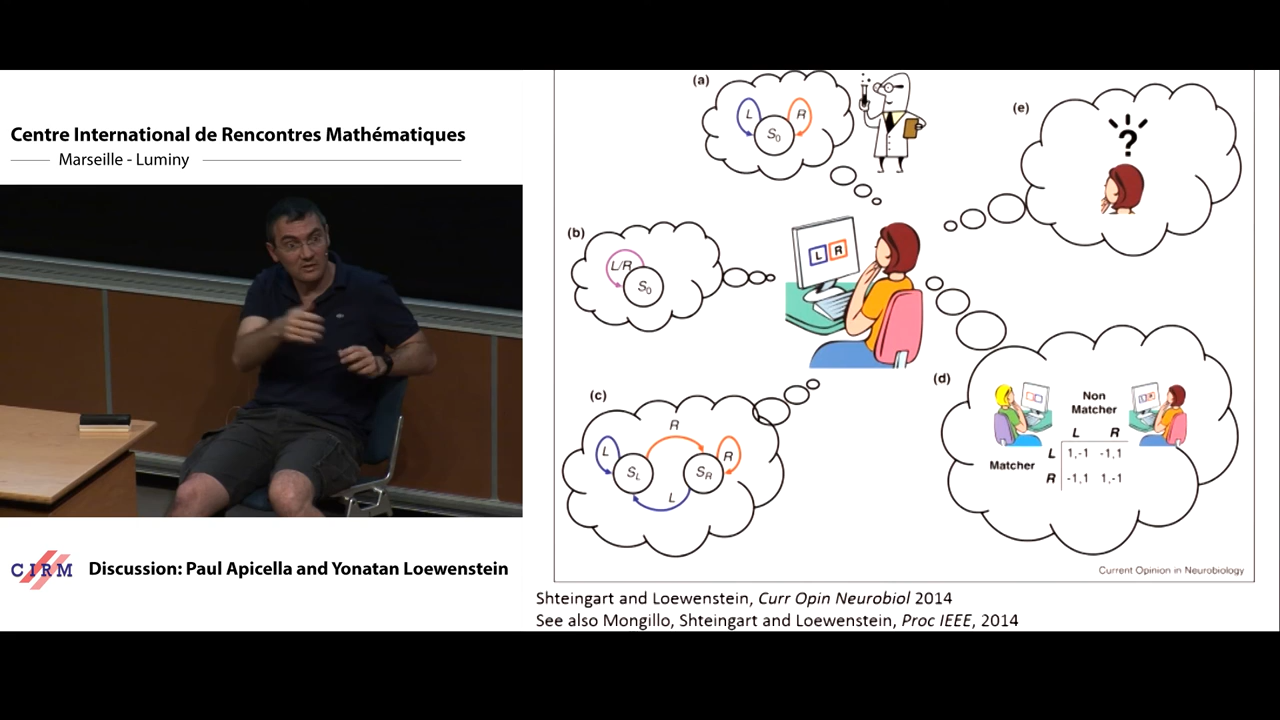 Centre International de Rencontres Mathématiques
Marseille - Luminy
CIRM
Discussion: Paul Apicella and Yonatan Loewenstein
(a)
L
R
S0
(b)
L/R
S0
(c)
R
L
R
SL
SR
L
L R
(e)
?
(d)
Non
Matcher
L R
Matcher
L 1,-1 -1,1
R -1,1 1,-1
Current Opinion in Neurobiology
Shteingart and Loewenstein, Curr Opin Neurobiol 2014
See also Mongillo, Shteingart and Loewenstein, Proc IEEE, 2014